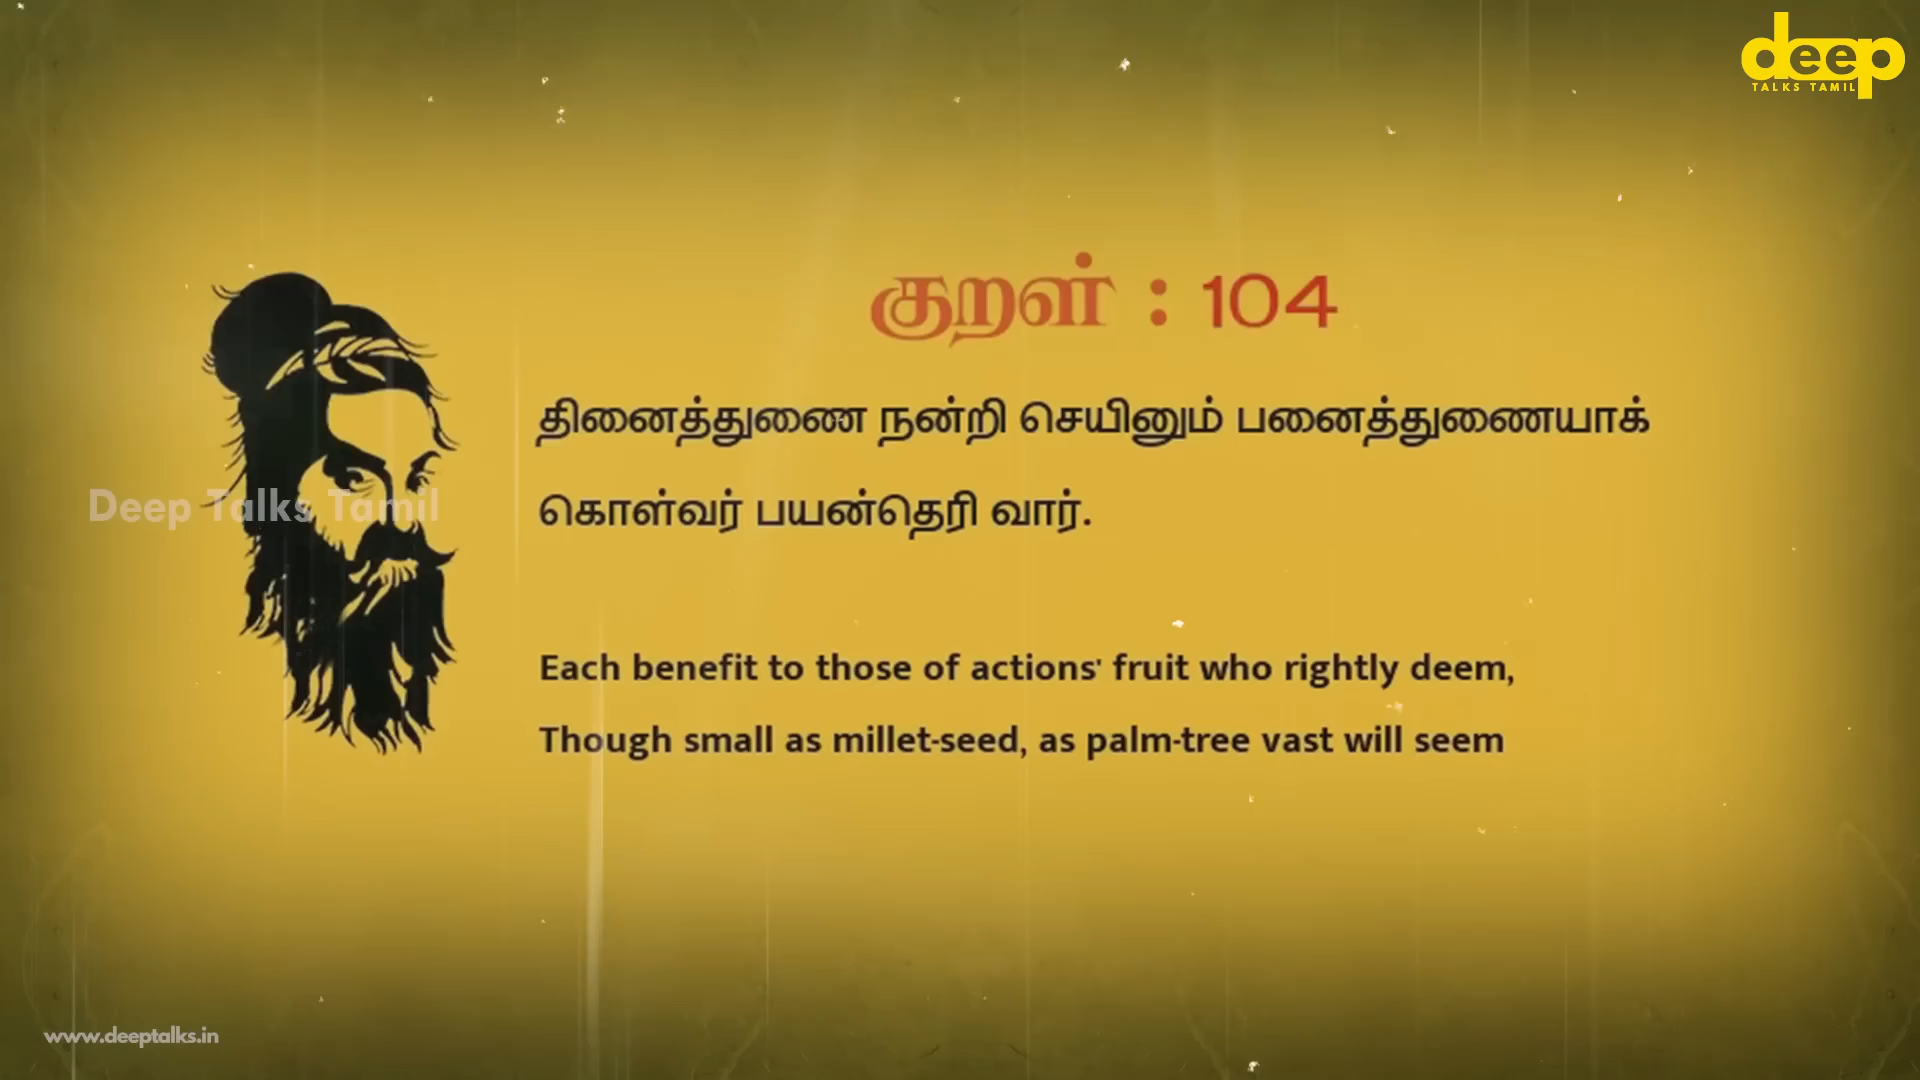 deep
TALKS TAMIL
குறள் : 104
தினைத்துணை நன்றி செயினும் பனைத்துணையாக்
கொள்வர் பயன்தெரி வார்.
Deep Talks Tamil
Each benefit to those of actions' fruit who rightly deem,
Though small as millet-seed, as palm-tree vast will seem
www.deeptalks.in